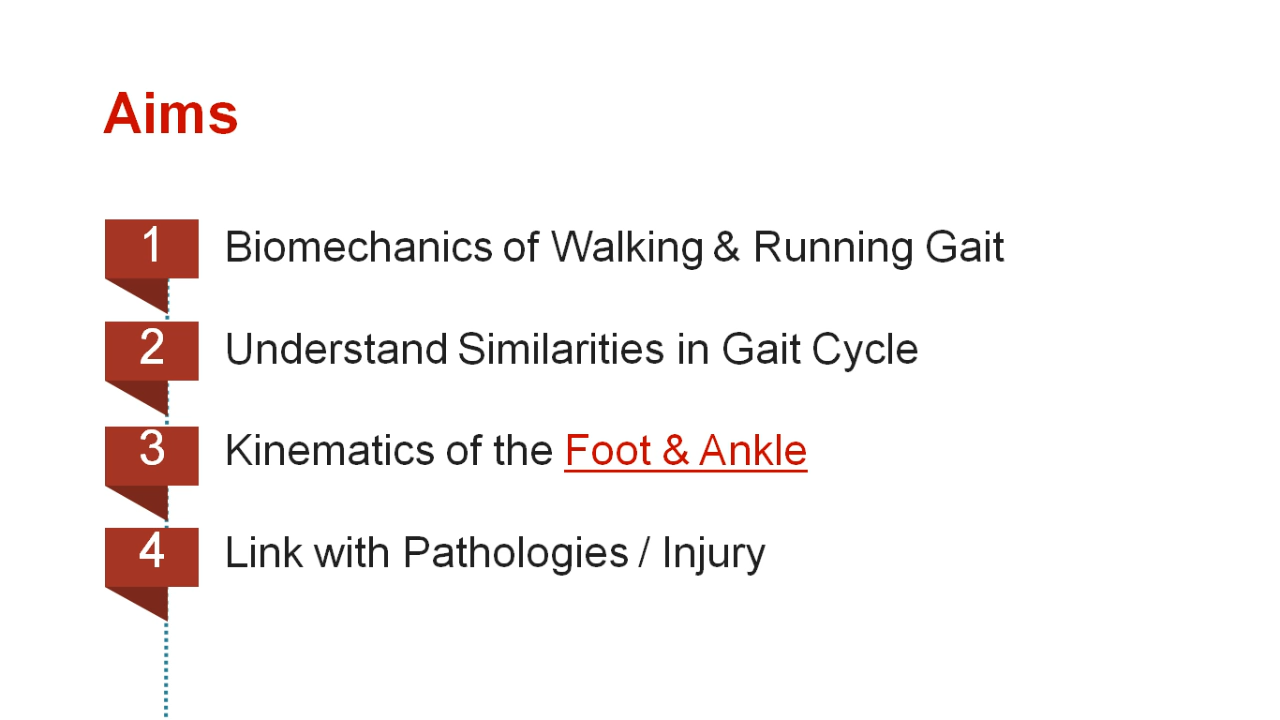 Aims
1 Biomechanics of Walking & Running Gait
2 Understand Similarities in Gait Cycle
3 Kinematics of the Foot & Ankle
4 Link with Pathologies / Injury